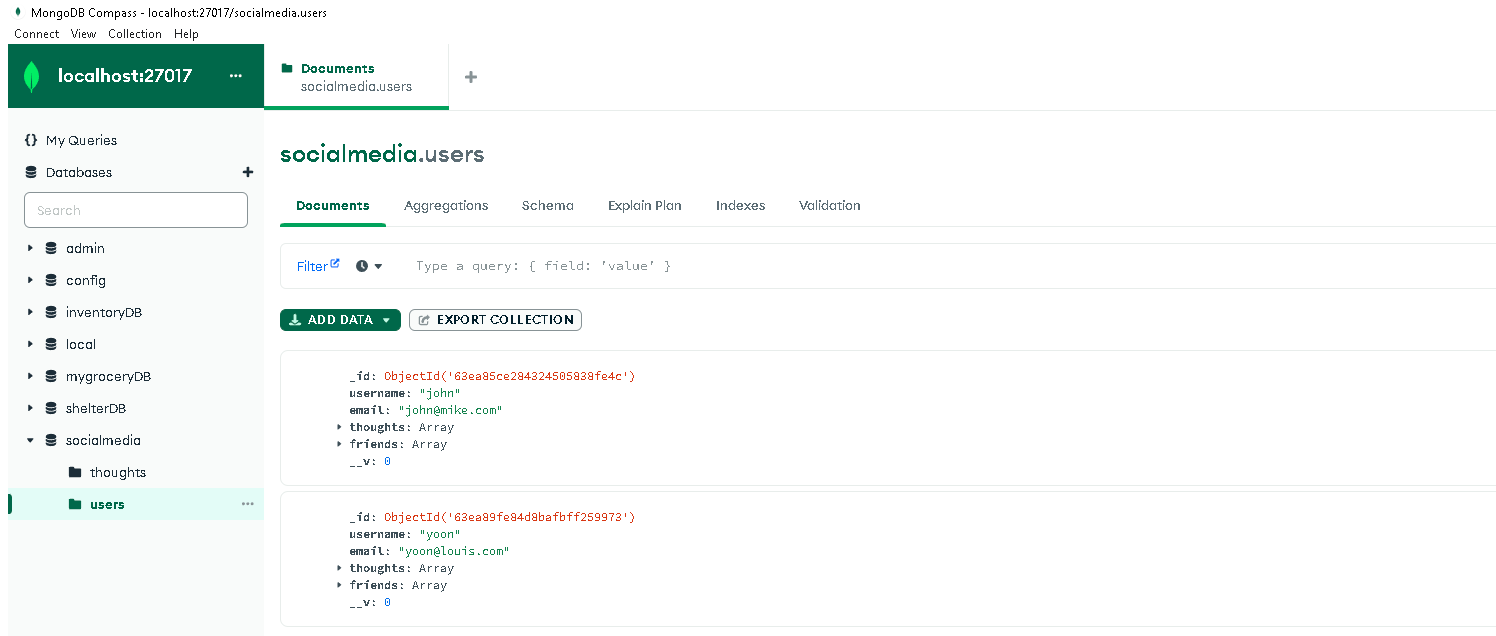 MongoDB Compass - localhost:27017/socialmedia.users
Connect View Collection Help
localhost:27017 ...
Documents
socialmedia.users
+
{} My Queries
Databases +
Search
admin
config
inventoryDB
local
mygroceryDB
shelterDB
socialmedia
thoughts
users ...
socialmedia.users
Documents Aggregations Schema Explain Plan Indexes Validation
Filter Type a query: { field: 'value' }
ADD DATA EXPORT COLLECTION
_id: ObjectId('63ea85ce284324505838fe4c')
username: "john"
email: "john@mike.com"
thoughts: Array
friends: Array
__v: 0
_id: ObjectId('63ea89fe84d8bafbff259973')
username: "yoon"
email: "yoon@louis.com"
thoughts: Array
friends: Array
__v: 0